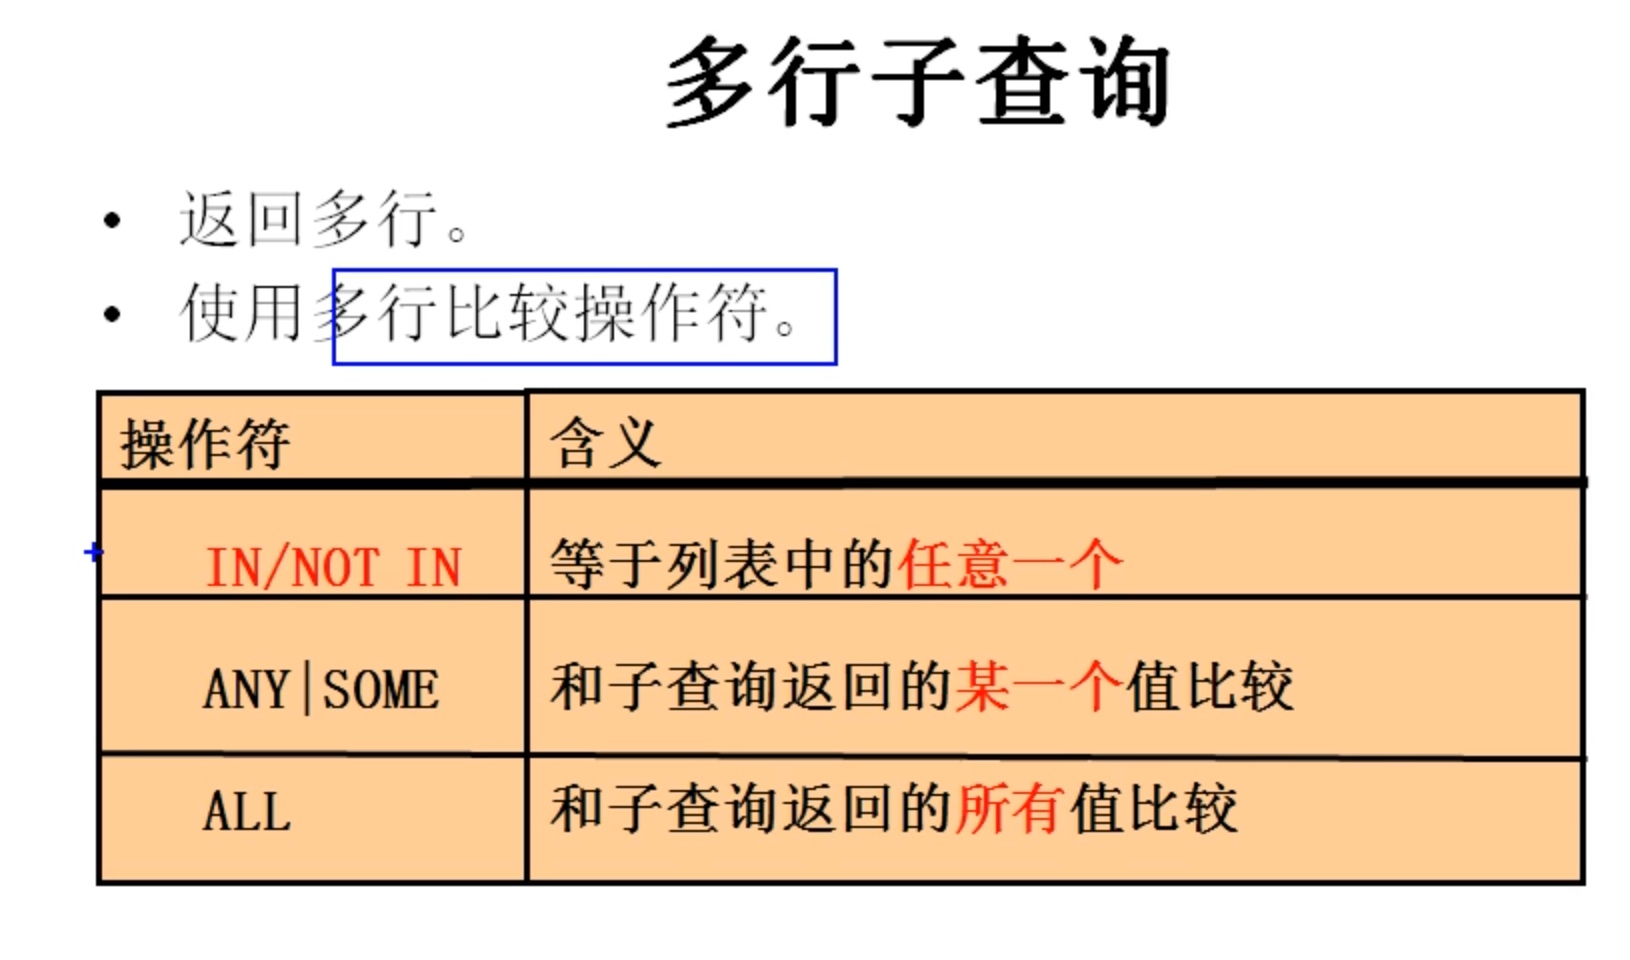 多行子查询
• 返回多行。
• 使用多行比较操作符。
操作符 含义
IN/NOT IN 等于列表中的任意一个
ANY|SOME 和子查询返回的某一个值比较
ALL 和子查询返回的所有值比较